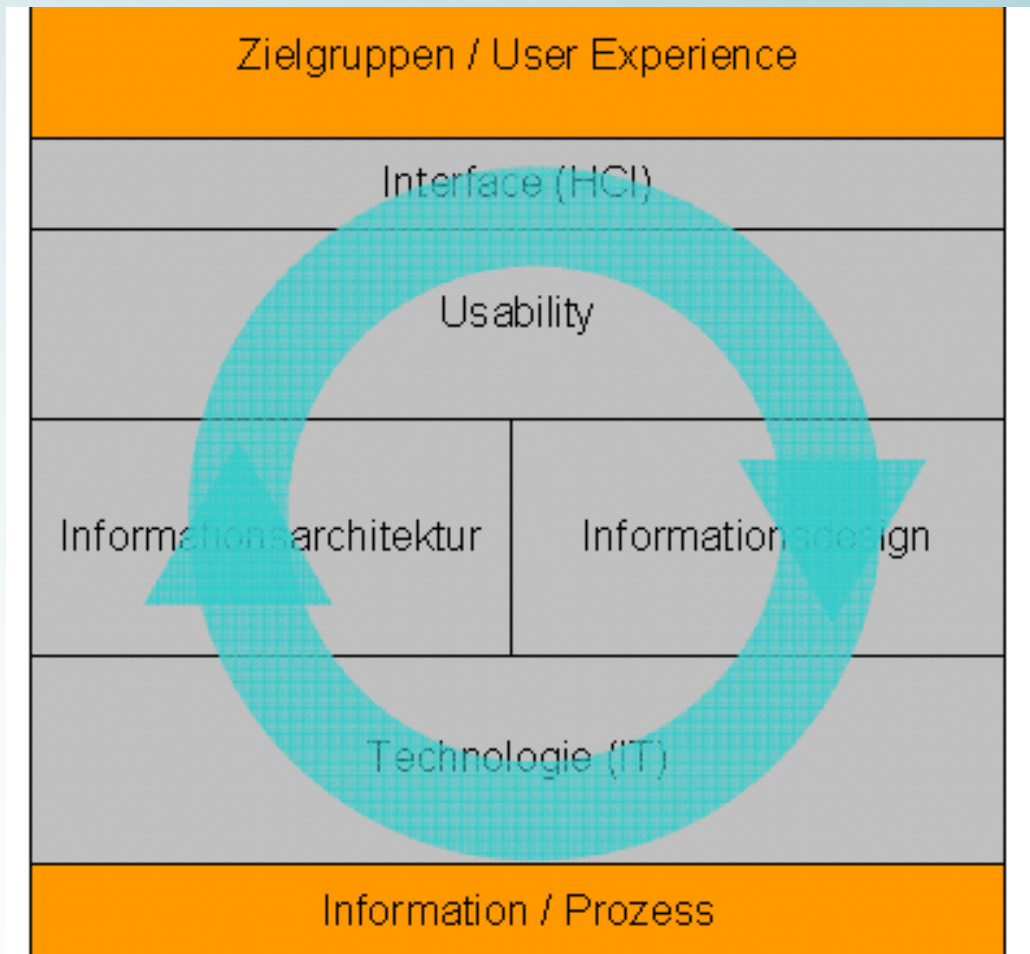 Zielgruppen / User Experience
Interface (HCI)
Usability
Informationsarchitektur
Informationsdesign
Technologie (IT)
Information / Prozess